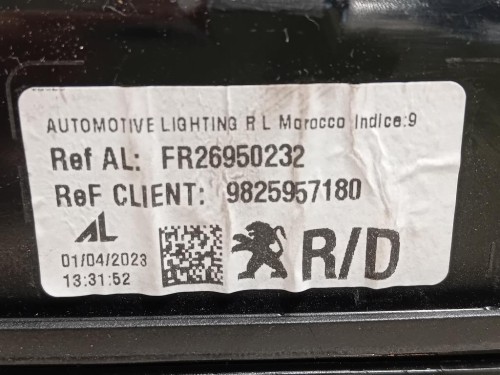 AUTOMOTIVE LIGHTING R L Morocco Indice:9
Ref AL: FR26950232
ReF CLIENT: 9825957180
AL
01/04/2023
13:31:52
R/D